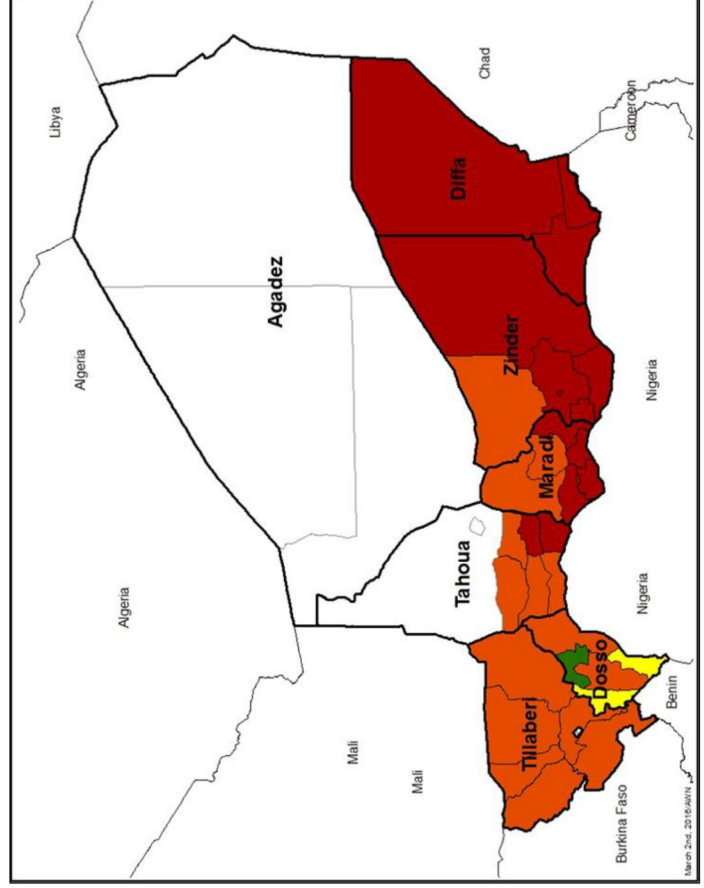 Libya
Algeria
Chad
Agadez
Algeria
Diffa
Cameroon
Zinder
Maradi
Nigeria
Tahoua
Mali
Mali
Tillaberi
Dosso
Nigeria
Benin
Burkina Faso
March 2nd, 2016/AWN